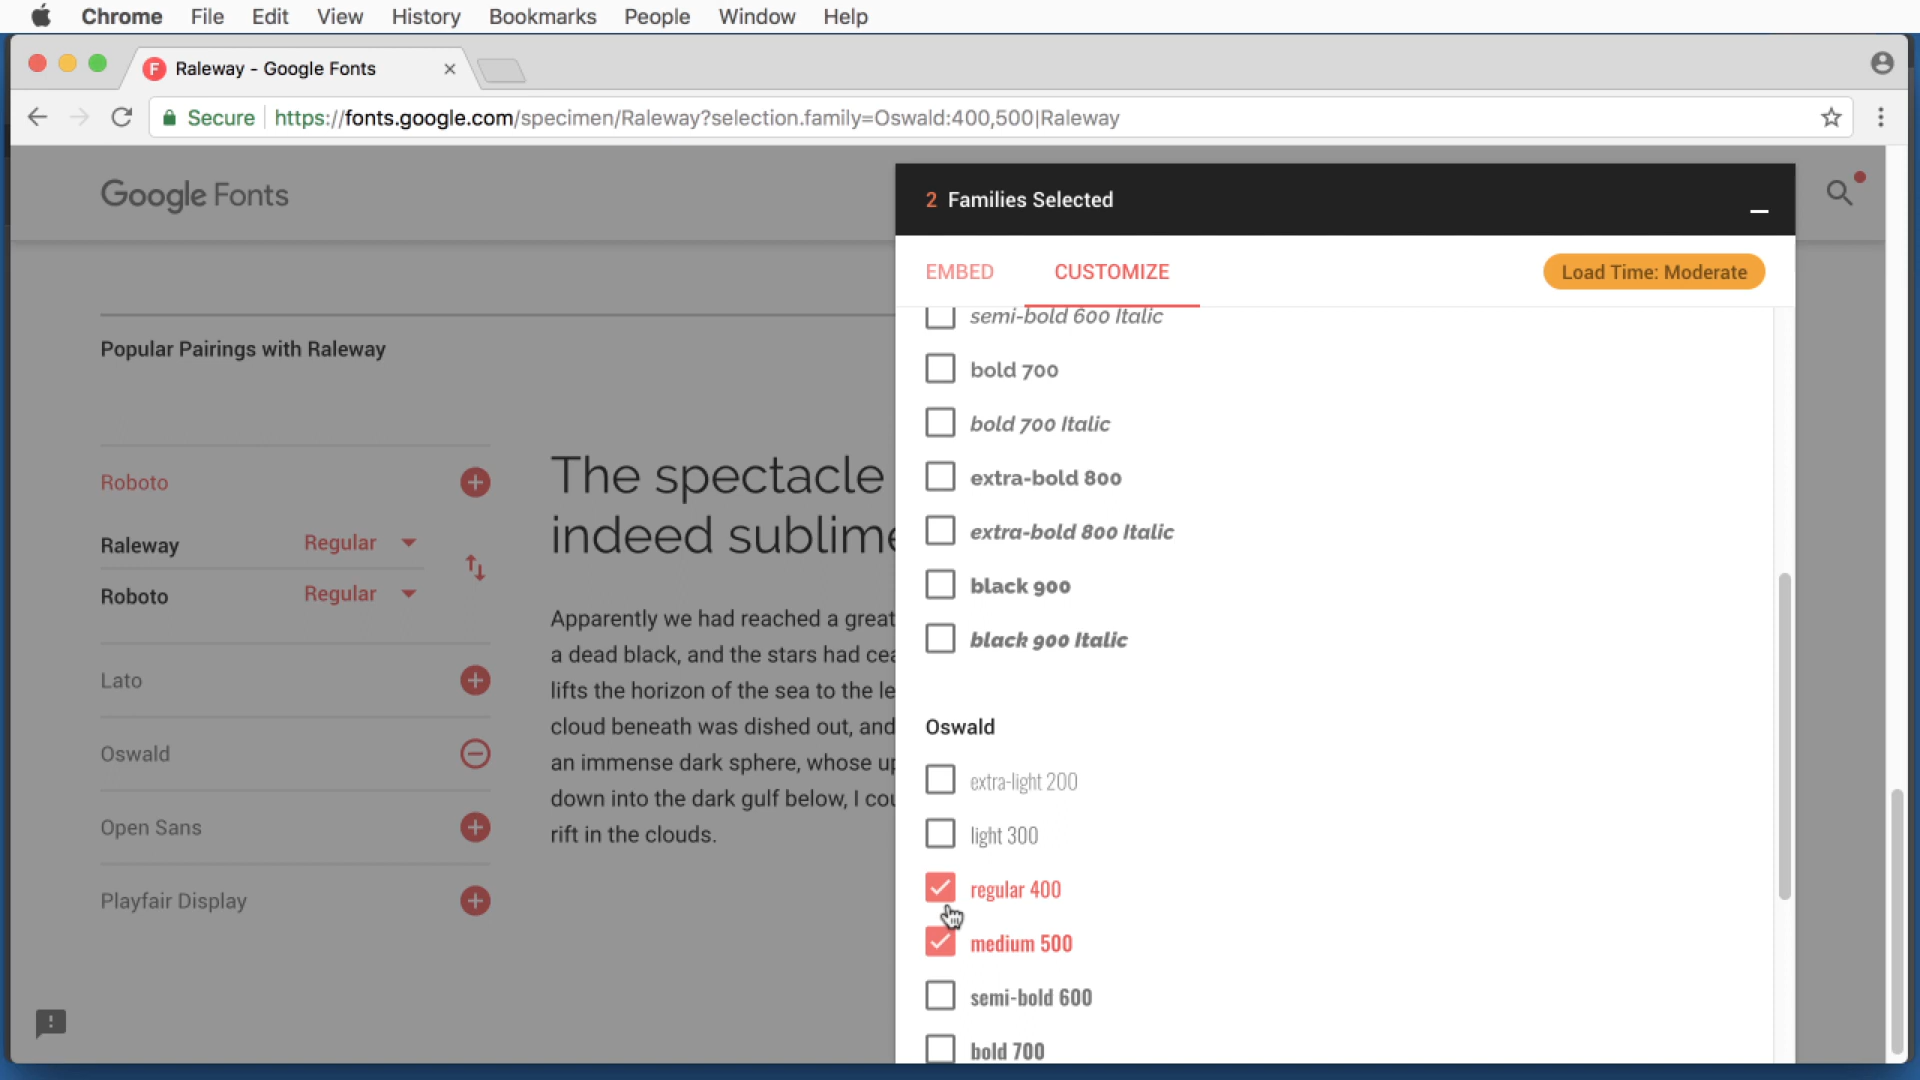 Chrome File Edit View History Bookmarks People Window Help
Raleway - Google Fonts
Secure https://fonts.google.com/specimen/Raleway?selection.family=Oswald:400,500|Raleway
Google Fonts
2 Families Selected
EMBED CUSTOMIZE Load Time: Moderate
Popular Pairings with Raleway
Roboto
Raleway Regular
Roboto Regular
Lato
Oswald
Open Sans
Playfair Display
The spectacle
indeed sublime
Apparently we had reached a great
a dead black, and the stars had cea
lifts the horizon of the sea to the le
cloud beneath was dished out, and
an immense dark sphere, whose up
down into the dark gulf below, I cou
rift in the clouds.
semi-bold 600 Italic
bold 700
bold 700 Italic
extra-bold 800
extra-bold 800 Italic
black 900
black 900 Italic
Oswald
extra-light 200
light 300
regular 400
medium 500
semi-bold 600
bold 700